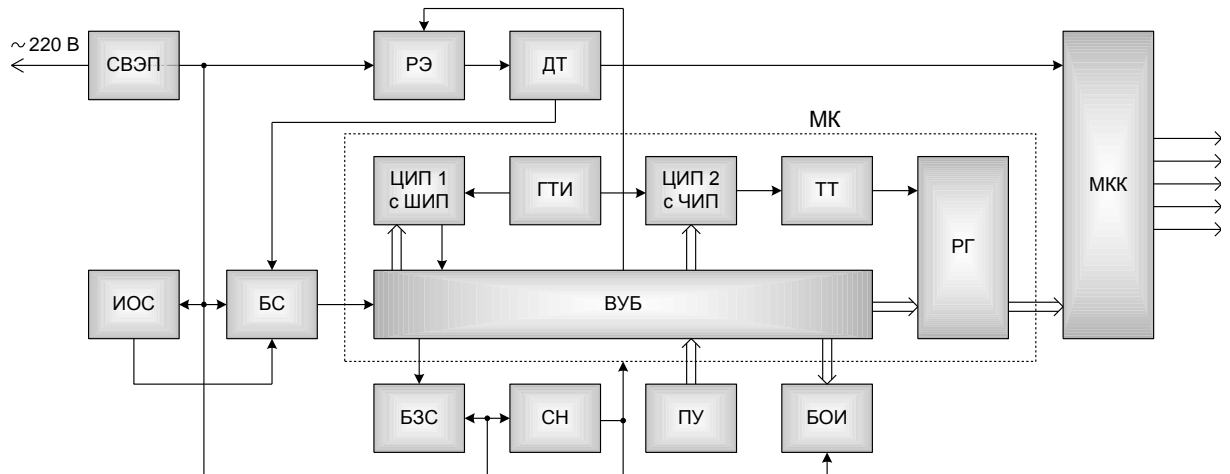 ~ 220 В
СВЭП
РЭ
ДТ
МКК
МК
ЦИП 1
с ШИП
ГТИ
ЦИП 2
с ЧИП
ТТ
РГ
ИОС
БС
ВУБ
БЗС
СН
ПУ
БОИ